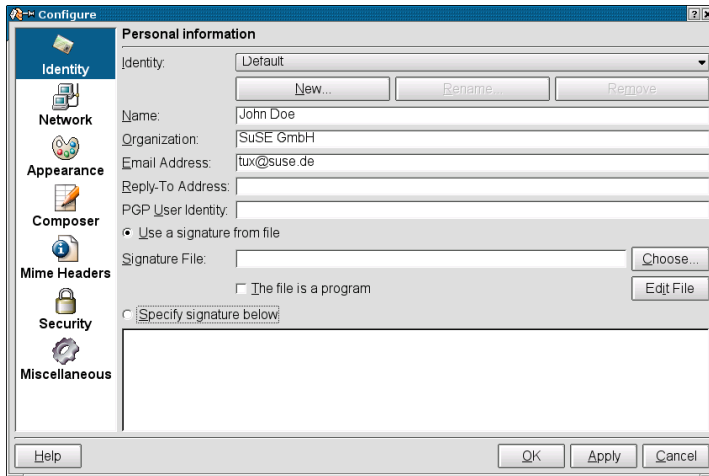 Configure
Identity
Network
Appearance
Composer
Mime Headers
Security
Miscellaneous
Personal information
Identity: Default
New... Rename Remove
Name: John Doe
Organization: SuSE GmbH
Email Address: tux@suse.de
Reply-To Address:
PGP User Identity:
Use a signature from file
Signature File: Choose...
The file is a program Edit File
Specify signature below
Help OK Apply Cancel